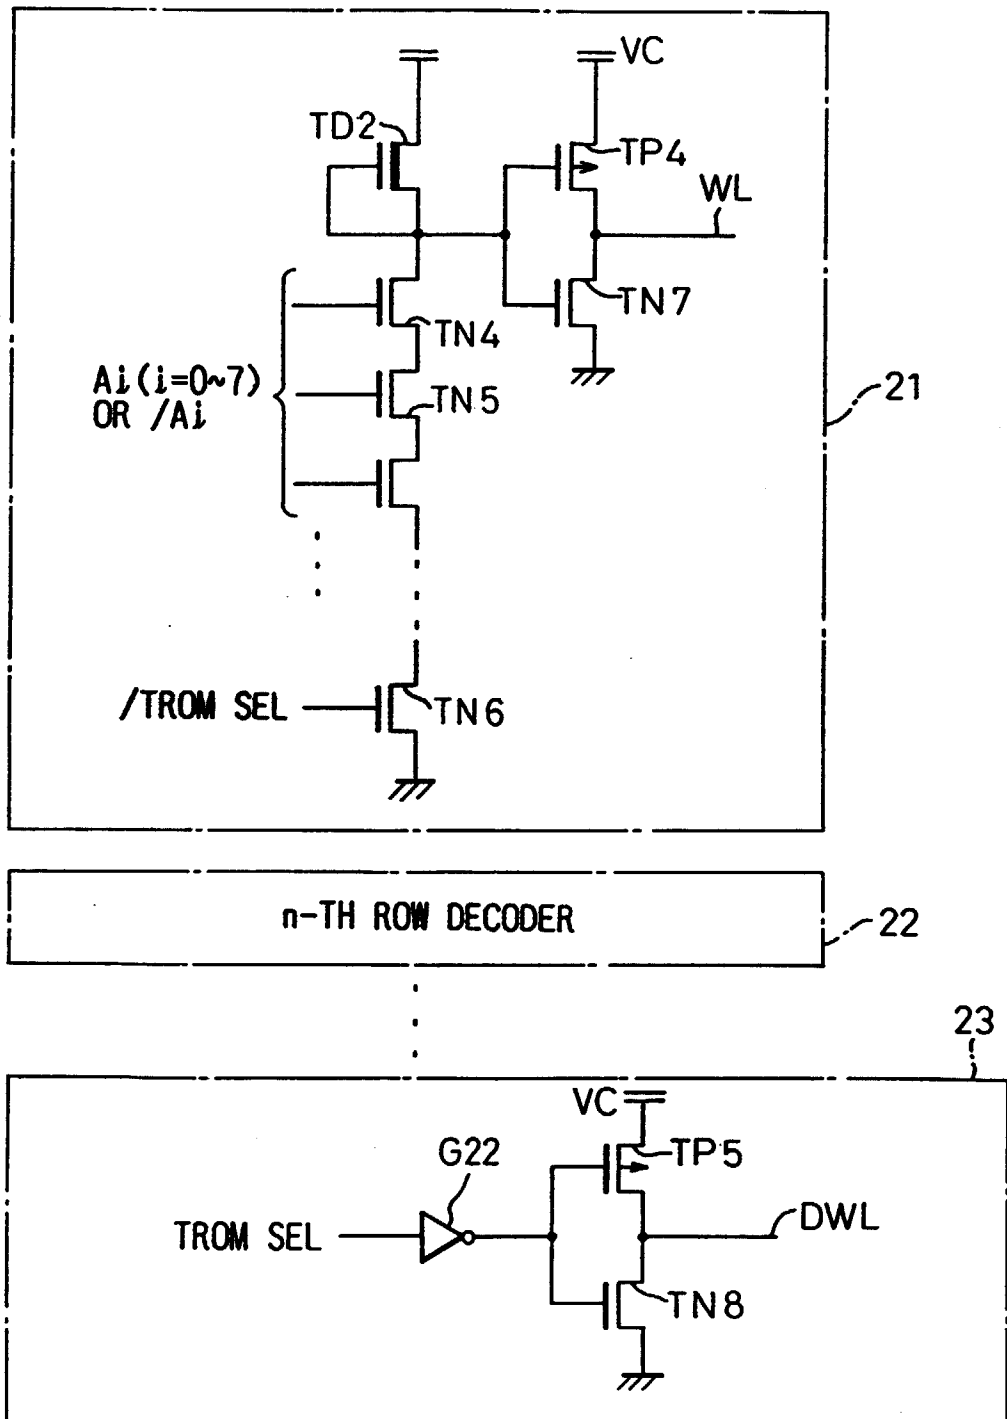 VC
TD2
TP4
WL
TN7
TN4
Ai(i=0~7)
OR /Ai
TN5
21
/TROM SEL
TN6
n-TH ROW DECODER
22
23
VC
G22
TP5
TROM SEL
DWL
TN8